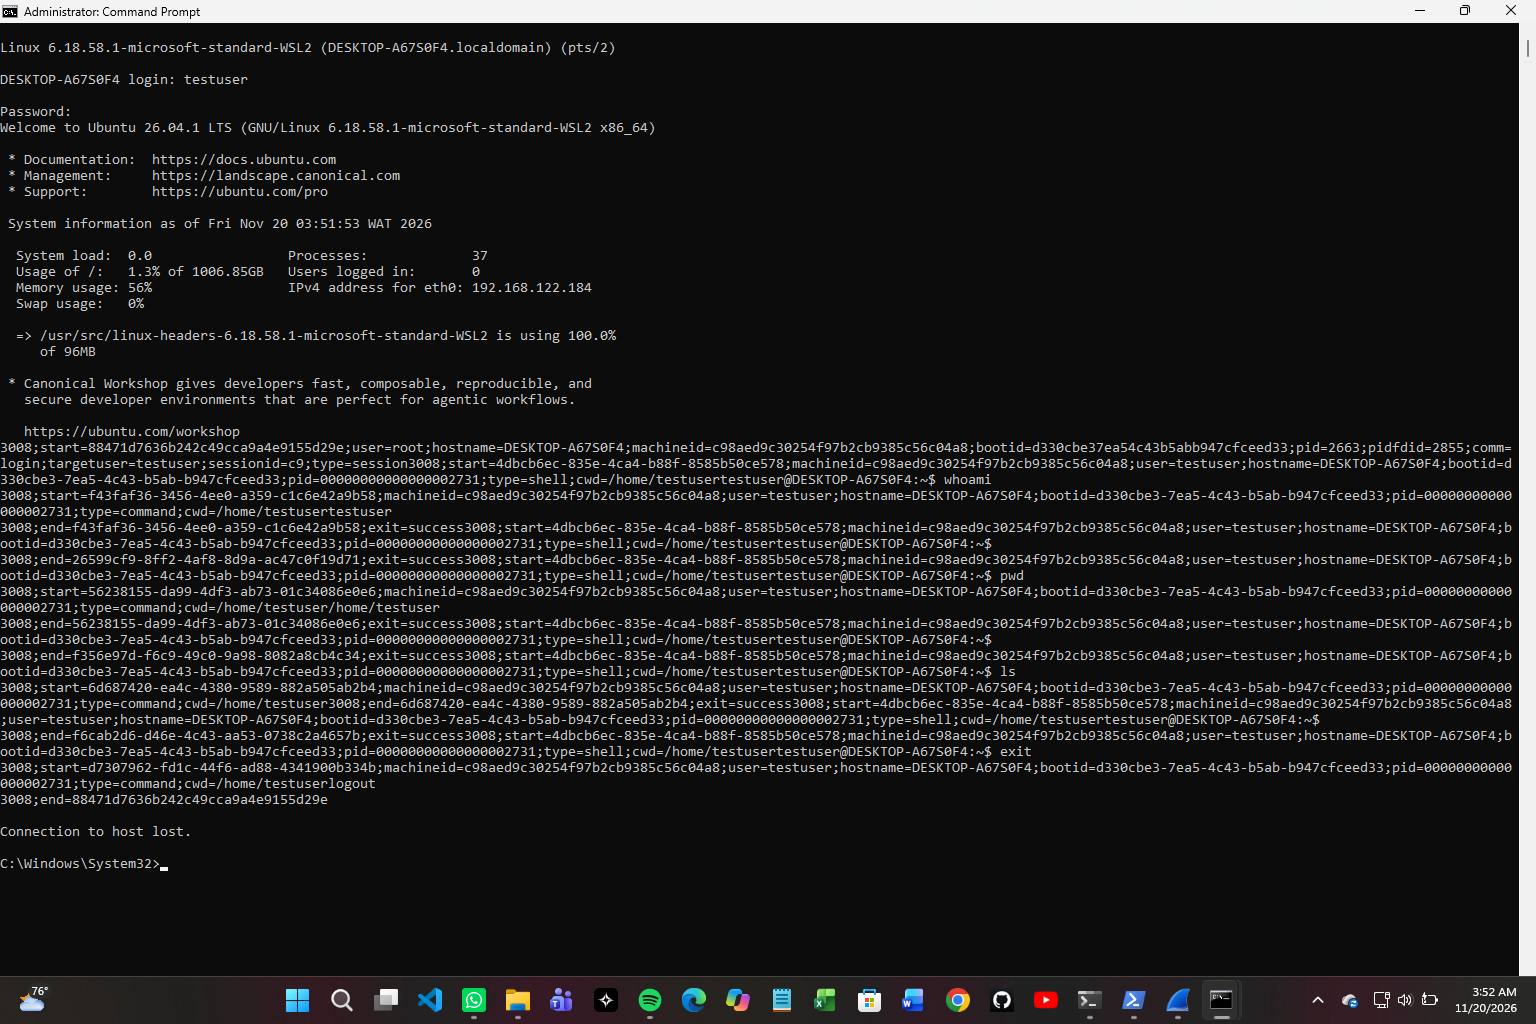 Administrator: Command Prompt
Linux 6.18.58.1-microsoft-standard-WSL2 (DESKTOP-A67S0F4.localdomain) (pts/2)
DESKTOP-A67S0F4 login: testuser
Password:
Welcome to Ubuntu 26.04.1 LTS (GNU/Linux 6.18.58.1-microsoft-standard-WSL2 x86_64)
* Documentation:  https://docs.ubuntu.com
* Management:     https://landscape.canonical.com
* Support:        https://ubuntu.com/pro
System information as of Fri Nov 20 03:51:53 WAT 2026
System load:  0.0                 Processes:             37
Usage of /:   1.3% of 1006.85GB   Users logged in:       0
Memory usage: 56%                 IPv4 address for eth0: 192.168.122.184
Swap usage:   0%
=> /usr/src/linux-headers-6.18.58.1-microsoft-standard-WSL2 is using 100.0%
of 96MB
* Canonical Workshop gives developers fast, composable, reproducible, and
secure developer environments that are perfect for agentic workflows.
https://ubuntu.com/workshop
3008;start=88471d7636b242c49cca9a4e9155d29e;user=root;hostname=DESKTOP-A67S0F4;machineid=c98aed9c30254f97b2cb9385c56c04a8;bootid=d330cbe37ea54c43b5abb947cfceed33;pid=2663;pidfdid=2855;comm=
login;targetuser=testuser;sessionid=c9;type=session3008;start=4dbcb6ec-835e-4ca4-b88f-8585b50ce578;machineid=c98aed9c30254f97b2cb9385c56c04a8;user=testuser;hostname=DESKTOP-A67S0F4;bootid=d
330cbe3-7ea5-4c43-b5ab-b947cfceed33;pid=00000000000000002731;type=shell;cwd=/home/testusertestuser@DESKTOP-A67S0F4:~$ whoami
3008;start=f43faf36-3456-4ee0-a359-c1c6e42a9b58;machineid=c98aed9c30254f97b2cb9385c56c04a8;user=testuser;hostname=DESKTOP-A67S0F4;bootid=d330cbe3-7ea5-4c43-b5ab-b947cfceed33;pid=00000000000
000002731;type=command;cwd=/home/testusertestuser
3008;end=f43faf36-3456-4ee0-a359-c1c6e42a9b58;exit=success3008;start=4dbcb6ec-835e-4ca4-b88f-8585b50ce578;machineid=c98aed9c30254f97b2cb9385c56c04a8;user=testuser;hostname=DESKTOP-A67S0F4;b
ootid=d330cbe3-7ea5-4c43-b5ab-b947cfceed33;pid=00000000000000002731;type=shell;cwd=/home/testusertestuser@DESKTOP-A67S0F4:~$
3008;end=26599cf9-8ff2-4af8-8d9a-ac47c0f19d71;exit=success3008;start=4dbcb6ec-835e-4ca4-b88f-8585b50ce578;machineid=c98aed9c30254f97b2cb9385c56c04a8;user=testuser;hostname=DESKTOP-A67S0F4;b
ootid=d330cbe3-7ea5-4c43-b5ab-b947cfceed33;pid=00000000000000002731;type=shell;cwd=/home/testusertestuser@DESKTOP-A67S0F4:~$ pwd
3008;start=56238155-da99-4df3-ab73-01c34086e0e6;machineid=c98aed9c30254f97b2cb9385c56c04a8;user=testuser;hostname=DESKTOP-A67S0F4;bootid=d330cbe3-7ea5-4c43-b5ab-b947cfceed33;pid=00000000000
000002731;type=command;cwd=/home/testuser/home/testuser
3008;end=56238155-da99-4df3-ab73-01c34086e0e6;exit=success3008;start=4dbcb6ec-835e-4ca4-b88f-8585b50ce578;machineid=c98aed9c30254f97b2cb9385c56c04a8;user=testuser;hostname=DESKTOP-A67S0F4;b
ootid=d330cbe3-7ea5-4c43-b5ab-b947cfceed33;pid=00000000000000002731;type=shell;cwd=/home/testusertestuser@DESKTOP-A67S0F4:~$
3008;end=f356e97d-f6c9-49c0-9a98-8082a8cb4c34;exit=success3008;start=4dbcb6ec-835e-4ca4-b88f-8585b50ce578;machineid=c98aed9c30254f97b2cb9385c56c04a8;user=testuser;hostname=DESKTOP-A67S0F4;b
ootid=d330cbe3-7ea5-4c43-b5ab-b947cfceed33;pid=00000000000000002731;type=shell;cwd=/home/testusertestuser@DESKTOP-A67S0F4:~$ ls
3008;start=6d687420-ea4c-4380-9589-882a505ab2b4;machineid=c98aed9c30254f97b2cb9385c56c04a8;user=testuser;hostname=DESKTOP-A67S0F4;bootid=d330cbe3-7ea5-4c43-b5ab-b947cfceed33;pid=00000000000
000002731;type=command;cwd=/home/testuser3008;end=6d687420-ea4c-4380-9589-882a505ab2b4;exit=success3008;start=4dbcb6ec-835e-4ca4-b88f-8585b50ce578;machineid=c98aed9c30254f97b2cb9385c56c04a8
;user=testuser;hostname=DESKTOP-A67S0F4;bootid=d330cbe3-7ea5-4c43-b5ab-b947cfceed33;pid=00000000000000002731;type=shell;cwd=/home/testusertestuser@DESKTOP-A67S0F4:~$
3008;end=f6cab2d6-d46e-4c43-aa53-0738c2a4657b;exit=success3008;start=4dbcb6ec-835e-4ca4-b88f-8585b50ce578;machineid=c98aed9c30254f97b2cb9385c56c04a8;user=testuser;hostname=DESKTOP-A67S0F4;b
ootid=d330cbe3-7ea5-4c43-b5ab-b947cfceed33;pid=00000000000000002731;type=shell;cwd=/home/testusertestuser@DESKTOP-A67S0F4:~$ exit
3008;start=d7307962-fd1c-44f6-ad88-4341900b334b;machineid=c98aed9c30254f97b2cb9385c56c04a8;user=testuser;hostname=DESKTOP-A67S0F4;bootid=d330cbe3-7ea5-4c43-b5ab-b947cfceed33;pid=00000000000
000002731;type=command;cwd=/home/testuserlogout
3008;end=88471d7636b242c49cca9a4e9155d29e
Connection to host lost.
C:\Windows\System32>
76°
3:52 AM
11/20/2026